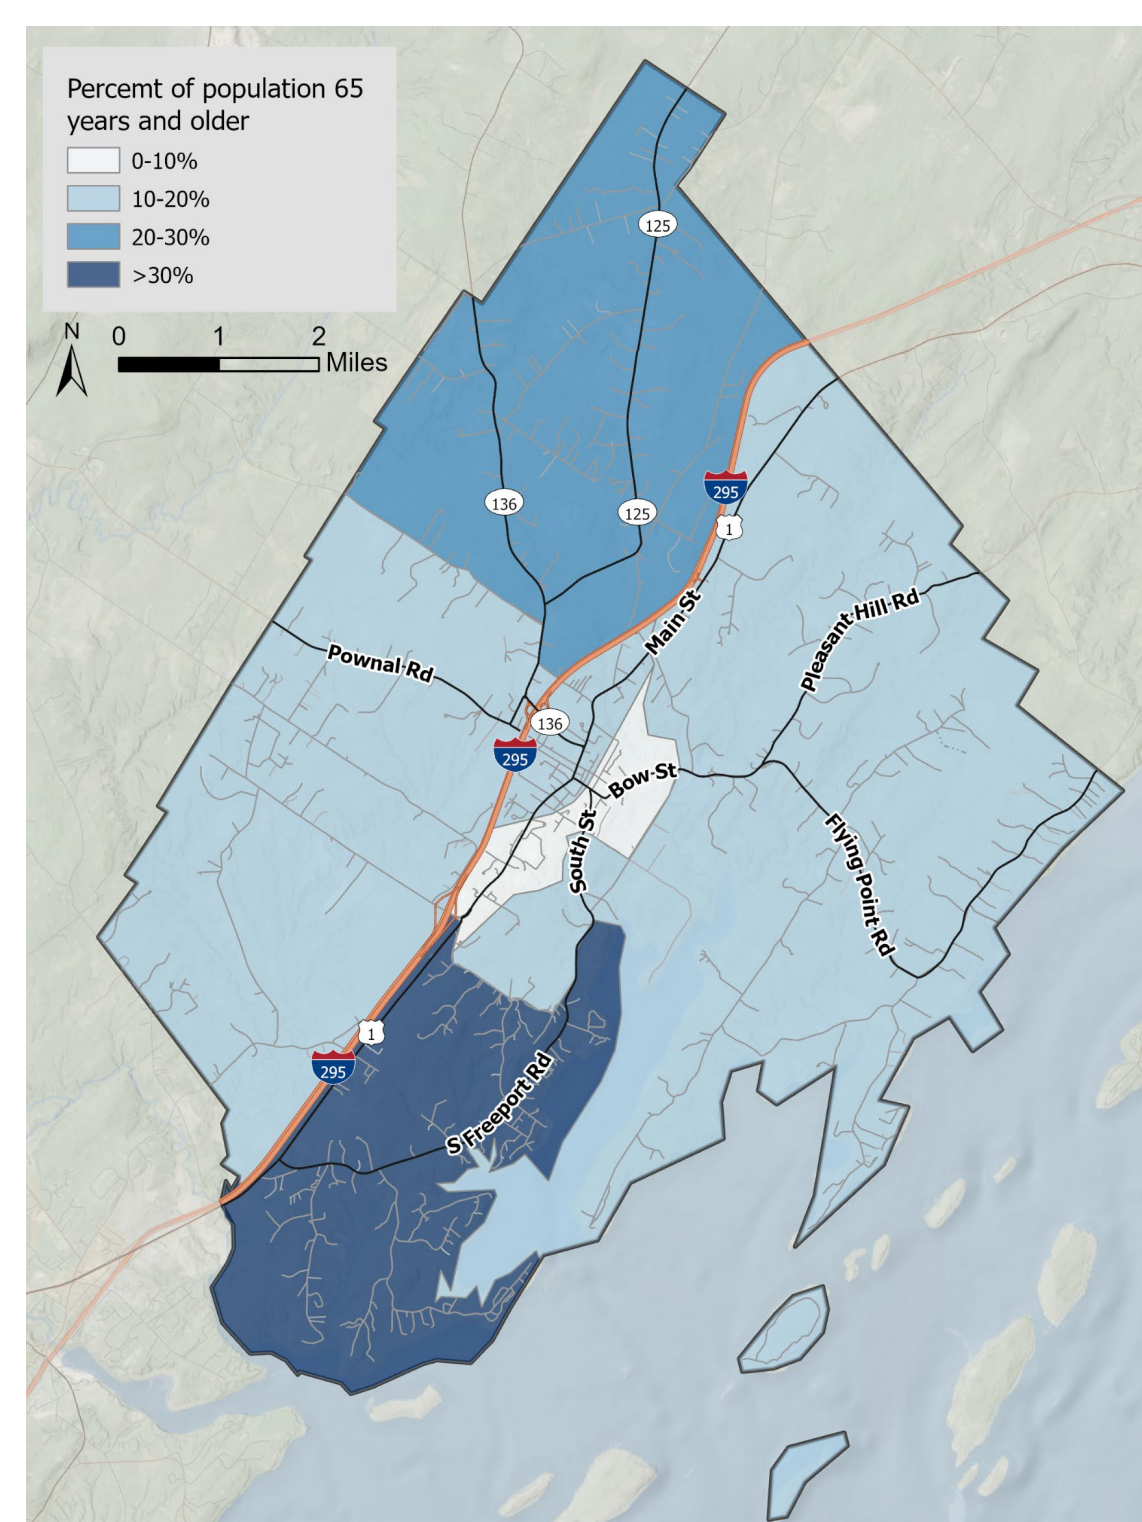 Percemt of population 65
years and older
0-10%
10-20%
20-30%
>30%
N
0 1 2
Miles
125
136
125
295
1
Main St
Pleasant Hill Rd
Pownal Rd
136
295
Bow St
South St
Flying Point Rd
1
295
S Freeport Rd